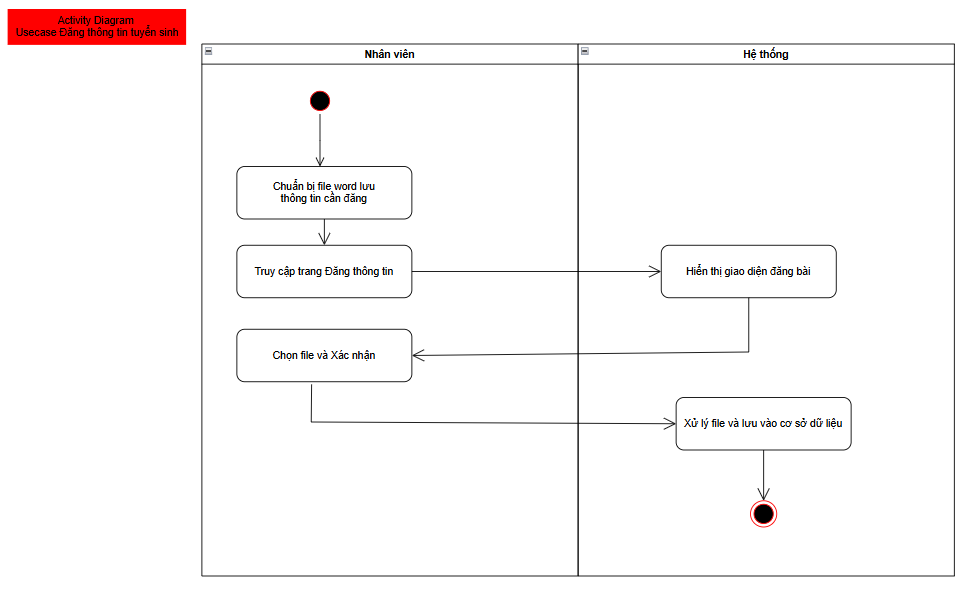 Activity Diagram
Usecase Đăng thông tin tuyển sinh
Nhân viên
Hệ thống
Chuẩn bị file word lưu
thông tin cần đăng
Truy cập trang Đăng thông tin
Hiển thị giao diện đăng bài
Chọn file và Xác nhận
Xử lý file và lưu vào cơ sở dữ liệu